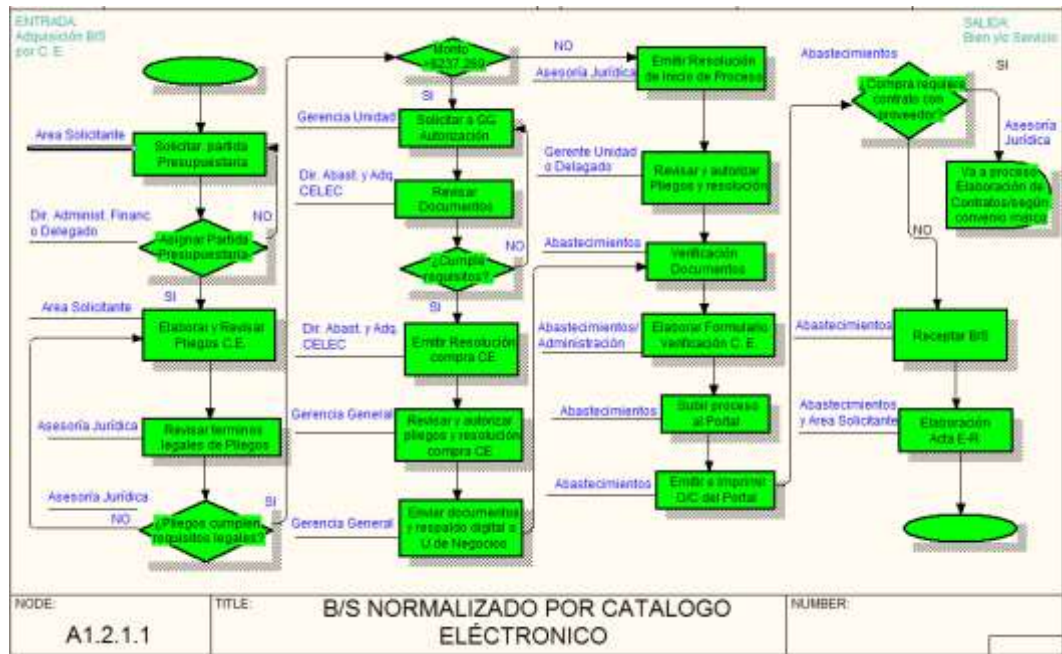 ENTRADA:
Adquisición B/S
por C. E.
Area Solicitante
Solicitar partida
Presupuestaria
Dir. Administ. Financ.
o Delegado
Asignar Partida
Presupuestaria
NO
SI
Area Solicitante
Elaborar y Revisar
Pliegos C.E.
Asesoría Jurídica
Revisar terminos
legales de Pliegos
Asesoría Jurídica
NO
¿Pliegos cumplen
requisitos legales?
SI
Monto
>$237.269
NO
SI
Gerencia Unidad
Solicitar a GG
Autorización
Dir. Abast. y Adq.
CELEC
Revisar
Documentos
¿Cumple
requisitos?
NO
SI
Dir. Abast. y Adq.
CELEC
Emitir Resolución
compra CE
Gerencia General
Revisar y autorizar
pliegos y resolución
compra CE
Gerencia General
Enviar documentos
y respaldo digital a
U de Negocios
Asesoría Jurídica
Emitir Resolución
de Inicio de Proceso
Gerente Unidad
o Delagado
Revisar y autorizar
Pliegos y resolución
Abastecimientos
Verificación
Documentos
Abastecimientos/
Administración
Elaborar Formulario
Verificación C. E.
Abastecimientos
Subir proceso
al Portal
Abastecimientos
Emitir e Imprimir
O/C del Portal
SALIDA:
Bien y/o Servicio
Abastecimientos
¿Compra requiere
contrato con
proveedor?
SI
Asesoría
Jurídica
Va a proceso
Elaboración de
Contratos/según
convenio marco
NO
Abastecimientos
Receptar B/S
Abastecimientos
y Area Solicitante
Elaboración
Acta E-R
NODE:
A1.2.1.1
TITLE:
B/S NORMALIZADO POR CATALOGO
ELÉCTRONICO
NUMBER: